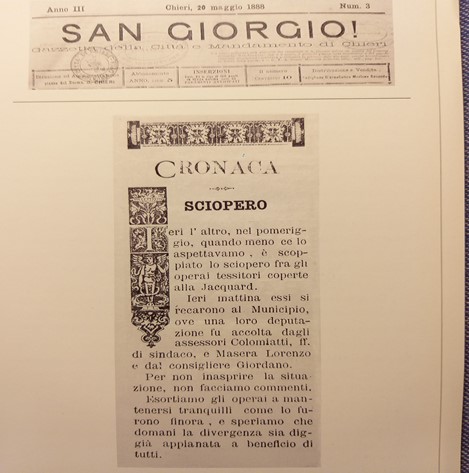 Anno III Chieri, 20 maggio 1888 Num. 3
SAN GIORGIO!
Gazzetta della Città e Mandamento di Chieri
INSERZIONI
CRONACA
SCIOPERO
Ieri l' altro, nel pomerig-
gio, quando meno ce lo
aspettavamo, è scop-
piato lo sciopero fra gli
operai tessitori coperte
alla Jacquard.
Ieri mattina essi si
recarono al Municipio,
ove una loro deputa-
zione fu accolta dagli
assessori Colomiatti, ff.
di sindaco, e Masera Lorenzo
e dal consigliere Giordano.
Per non inasprire la situa-
zione, non facciamo commenti.
Esortiamo gli operai a man-
tenersi tranquilli come lo fu-
rono finora, e speriamo che
domani la divergenza sia dig-
già appianata a beneficio di
tutti.